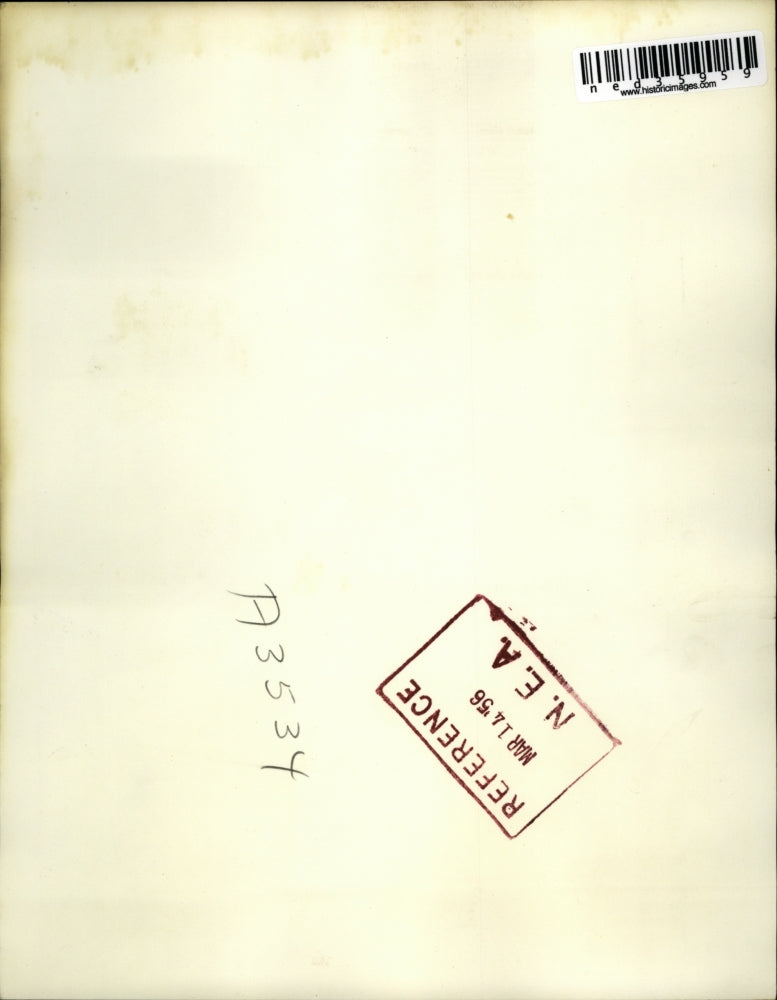 ned35959
www.historicimages.com
A3534
N. E. A.
MAR 14 '56
REFERENCE